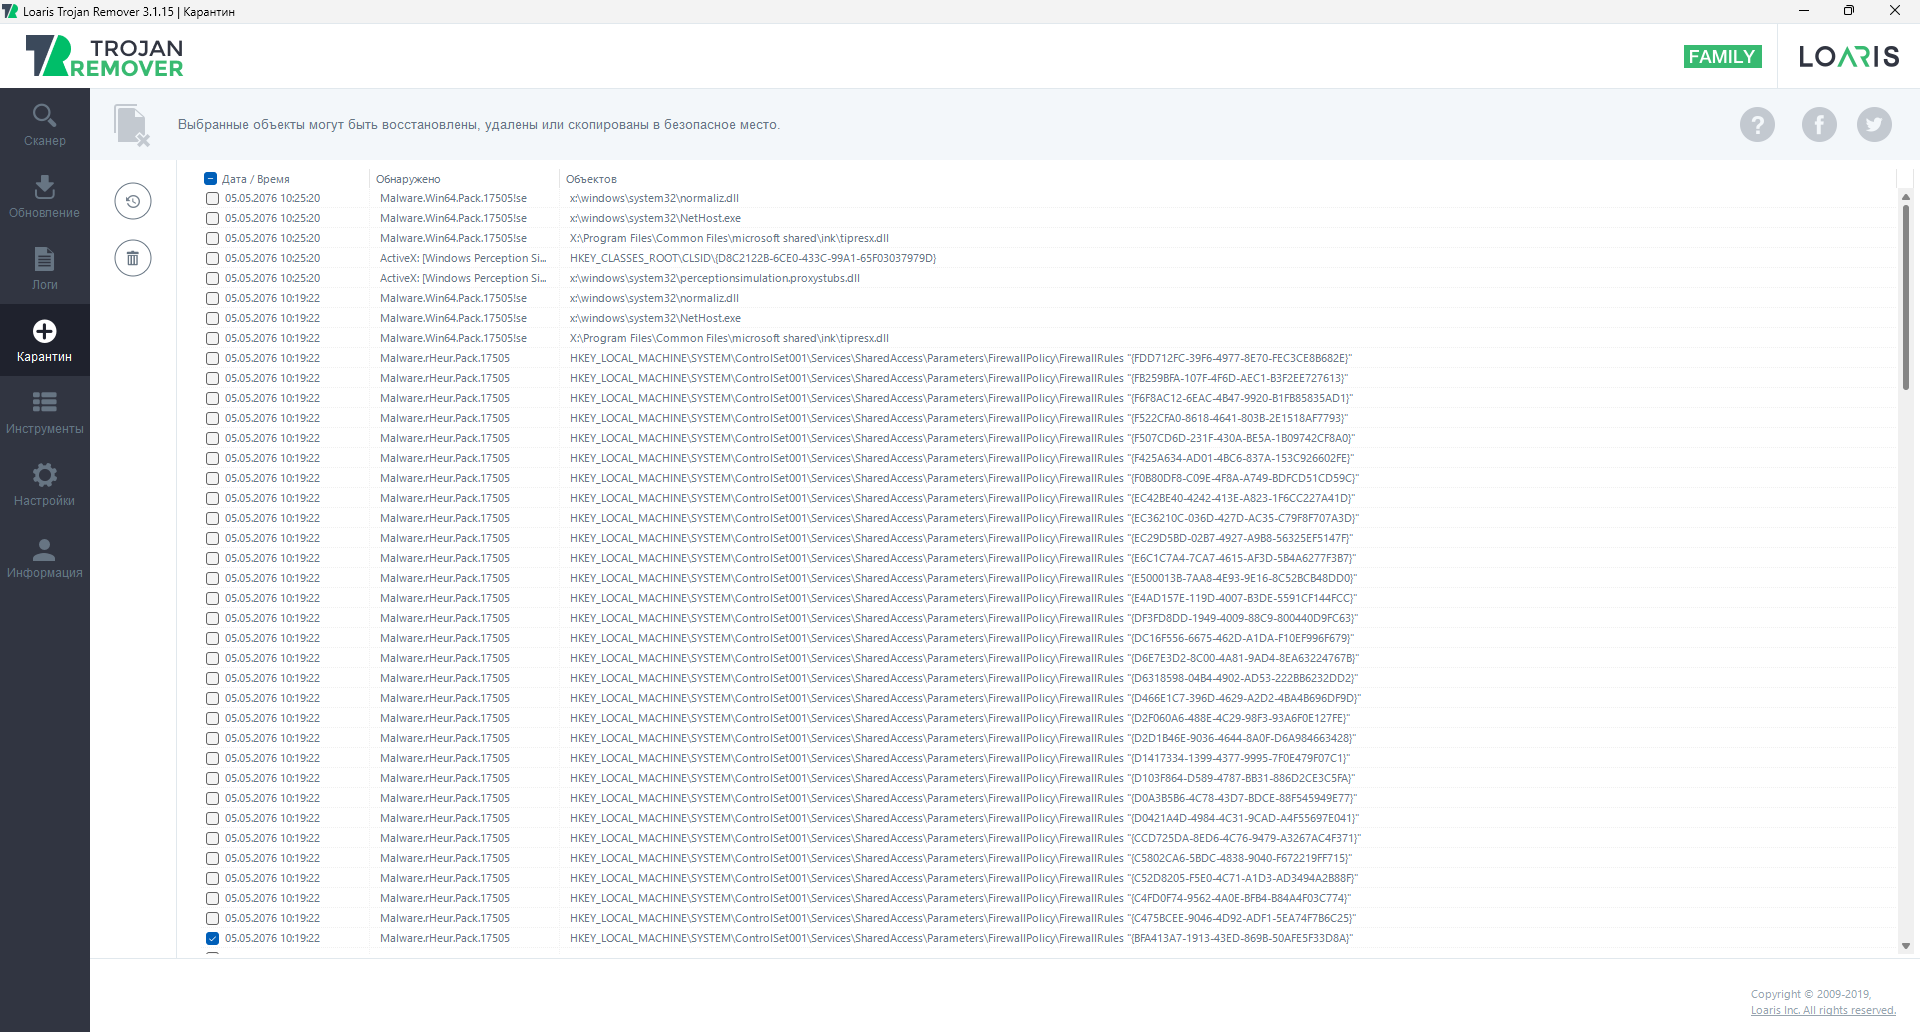 Loaris Trojan Remover 3.1.15 | Карантин
TROJAN
REMOVER
FAMILY
LOARIS
Сканер
Обновление
Логи
Карантин
Инструменты
Настройки
Информация
Выбранные объекты могут быть восстановлены, удалены или скопированы в безопасное место.
Дата / Время Обнаружено Объектов
05.05.2076 10:25:20 Malware.Win64.Pack.17505!se x:\windows\system32\normaliz.dll
05.05.2076 10:25:20 Malware.Win64.Pack.17505!se x:\windows\system32\NetHost.exe
05.05.2076 10:25:20 Malware.Win64.Pack.17505!se X:\Program Files\Common Files\microsoft shared\ink\tipresx.dll
05.05.2076 10:25:20 ActiveX: [Windows Perception Si... HKEY_CLASSES_ROOT\CLSID\{D8C2122B-6CE0-433C-99A1-65F03037979D}
05.05.2076 10:25:20 ActiveX: [Windows Perception Si... x:\windows\system32\perceptionsimulation.proxystubs.dll
05.05.2076 10:19:22 Malware.Win64.Pack.17505!se x:\windows\system32\normaliz.dll
05.05.2076 10:19:22 Malware.Win64.Pack.17505!se x:\windows\system32\NetHost.exe
05.05.2076 10:19:22 Malware.Win64.Pack.17505!se X:\Program Files\Common Files\microsoft shared\ink\tipresx.dll
05.05.2076 10:19:22 Malware.rHeur.Pack.17505 HKEY_LOCAL_MACHINE\SYSTEM\ControlSet001\Services\SharedAccess\Parameters\FirewallPolicy\FirewallRules "{FDD712FC-39F6-4977-8E70-FEC3CE8B682E}"
05.05.2076 10:19:22 Malware.rHeur.Pack.17505 HKEY_LOCAL_MACHINE\SYSTEM\ControlSet001\Services\SharedAccess\Parameters\FirewallPolicy\FirewallRules "{FB259BFA-107F-4F6D-AEC1-B3F2EE727613}"
05.05.2076 10:19:22 Malware.rHeur.Pack.17505 HKEY_LOCAL_MACHINE\SYSTEM\ControlSet001\Services\SharedAccess\Parameters\FirewallPolicy\FirewallRules "{F6F8AC12-6EAC-4B47-9920-B1FB85835AD1}"
05.05.2076 10:19:22 Malware.rHeur.Pack.17505 HKEY_LOCAL_MACHINE\SYSTEM\ControlSet001\Services\SharedAccess\Parameters\FirewallPolicy\FirewallRules "{F522CFA0-8618-4641-803B-2E1518AF7793}"
05.05.2076 10:19:22 Malware.rHeur.Pack.17505 HKEY_LOCAL_MACHINE\SYSTEM\ControlSet001\Services\SharedAccess\Parameters\FirewallPolicy\FirewallRules "{F507CD6D-231F-430A-BE5A-1B09742CF8A0}"
05.05.2076 10:19:22 Malware.rHeur.Pack.17505 HKEY_LOCAL_MACHINE\SYSTEM\ControlSet001\Services\SharedAccess\Parameters\FirewallPolicy\FirewallRules "{F425A634-AD01-4BC6-837A-153C926602FE}"
05.05.2076 10:19:22 Malware.rHeur.Pack.17505 HKEY_LOCAL_MACHINE\SYSTEM\ControlSet001\Services\SharedAccess\Parameters\FirewallPolicy\FirewallRules "{F0B80DF8-C09E-4F8A-A749-BDFCD51CD59C}"
05.05.2076 10:19:22 Malware.rHeur.Pack.17505 HKEY_LOCAL_MACHINE\SYSTEM\ControlSet001\Services\SharedAccess\Parameters\FirewallPolicy\FirewallRules "{EC42BE40-4242-413E-A823-1F6CC227A41D}"
05.05.2076 10:19:22 Malware.rHeur.Pack.17505 HKEY_LOCAL_MACHINE\SYSTEM\ControlSet001\Services\SharedAccess\Parameters\FirewallPolicy\FirewallRules "{EC36210C-036D-427D-AC35-C79F8F707A3D}"
05.05.2076 10:19:22 Malware.rHeur.Pack.17505 HKEY_LOCAL_MACHINE\SYSTEM\ControlSet001\Services\SharedAccess\Parameters\FirewallPolicy\FirewallRules "{EC29D5BD-02B7-4927-A9B8-56325EF5147F}"
05.05.2076 10:19:22 Malware.rHeur.Pack.17505 HKEY_LOCAL_MACHINE\SYSTEM\ControlSet001\Services\SharedAccess\Parameters\FirewallPolicy\FirewallRules "{E6C1C7A4-7CA7-4615-AF3D-5B4A6277F3B7}"
05.05.2076 10:19:22 Malware.rHeur.Pack.17505 HKEY_LOCAL_MACHINE\SYSTEM\ControlSet001\Services\SharedAccess\Parameters\FirewallPolicy\FirewallRules "{E500013B-7AA8-4E93-9E16-8C52BCB48DD0}"
05.05.2076 10:19:22 Malware.rHeur.Pack.17505 HKEY_LOCAL_MACHINE\SYSTEM\ControlSet001\Services\SharedAccess\Parameters\FirewallPolicy\FirewallRules "{E4AD157E-119D-4007-B3DE-5591CF144FCC}"
05.05.2076 10:19:22 Malware.rHeur.Pack.17505 HKEY_LOCAL_MACHINE\SYSTEM\ControlSet001\Services\SharedAccess\Parameters\FirewallPolicy\FirewallRules "{DF3FD8DD-1949-4009-88C9-800440D9FC63}"
05.05.2076 10:19:22 Malware.rHeur.Pack.17505 HKEY_LOCAL_MACHINE\SYSTEM\ControlSet001\Services\SharedAccess\Parameters\FirewallPolicy\FirewallRules "{DC16F556-6675-462D-A1DA-F10EF996F679}"
05.05.2076 10:19:22 Malware.rHeur.Pack.17505 HKEY_LOCAL_MACHINE\SYSTEM\ControlSet001\Services\SharedAccess\Parameters\FirewallPolicy\FirewallRules "{D6E7E3D2-8C00-4A81-9AD4-8EA63224767B}"
05.05.2076 10:19:22 Malware.rHeur.Pack.17505 HKEY_LOCAL_MACHINE\SYSTEM\ControlSet001\Services\SharedAccess\Parameters\FirewallPolicy\FirewallRules "{D6318598-04B4-4902-AD53-222BB6232DD2}"
05.05.2076 10:19:22 Malware.rHeur.Pack.17505 HKEY_LOCAL_MACHINE\SYSTEM\ControlSet001\Services\SharedAccess\Parameters\FirewallPolicy\FirewallRules "{D466E1C7-396D-4629-A2D2-4BA4B696DF9D}"
05.05.2076 10:19:22 Malware.rHeur.Pack.17505 HKEY_LOCAL_MACHINE\SYSTEM\ControlSet001\Services\SharedAccess\Parameters\FirewallPolicy\FirewallRules "{D2F060A6-488E-4C29-98F3-93A6F0E127FE}"
05.05.2076 10:19:22 Malware.rHeur.Pack.17505 HKEY_LOCAL_MACHINE\SYSTEM\ControlSet001\Services\SharedAccess\Parameters\FirewallPolicy\FirewallRules "{D2D1B46E-9036-4644-8A0F-D6A984663428}"
05.05.2076 10:19:22 Malware.rHeur.Pack.17505 HKEY_LOCAL_MACHINE\SYSTEM\ControlSet001\Services\SharedAccess\Parameters\FirewallPolicy\FirewallRules "{D1417334-1399-4377-9995-7F0E479F07C1}"
05.05.2076 10:19:22 Malware.rHeur.Pack.17505 HKEY_LOCAL_MACHINE\SYSTEM\ControlSet001\Services\SharedAccess\Parameters\FirewallPolicy\FirewallRules "{D103F864-D589-4787-BB31-886D2CE3C5FA}"
05.05.2076 10:19:22 Malware.rHeur.Pack.17505 HKEY_LOCAL_MACHINE\SYSTEM\ControlSet001\Services\SharedAccess\Parameters\FirewallPolicy\FirewallRules "{D0A3B5B6-4C78-43D7-BDCE-88F545949E77}"
05.05.2076 10:19:22 Malware.rHeur.Pack.17505 HKEY_LOCAL_MACHINE\SYSTEM\ControlSet001\Services\SharedAccess\Parameters\FirewallPolicy\FirewallRules "{D0421A4D-4984-4C31-9CAD-A4F55697E041}"
05.05.2076 10:19:22 Malware.rHeur.Pack.17505 HKEY_LOCAL_MACHINE\SYSTEM\ControlSet001\Services\SharedAccess\Parameters\FirewallPolicy\FirewallRules "{CCD725DA-8ED6-4C76-9479-A3267AC4F371}"
05.05.2076 10:19:22 Malware.rHeur.Pack.17505 HKEY_LOCAL_MACHINE\SYSTEM\ControlSet001\Services\SharedAccess\Parameters\FirewallPolicy\FirewallRules "{C5802CA6-5BDC-4838-9040-F672219FF715}"
05.05.2076 10:19:22 Malware.rHeur.Pack.17505 HKEY_LOCAL_MACHINE\SYSTEM\ControlSet001\Services\SharedAccess\Parameters\FirewallPolicy\FirewallRules "{C52D8205-F5E0-4C71-A1D3-AD3494A2B88F}"
05.05.2076 10:19:22 Malware.rHeur.Pack.17505 HKEY_LOCAL_MACHINE\SYSTEM\ControlSet001\Services\SharedAccess\Parameters\FirewallPolicy\FirewallRules "{C4FD0F74-9562-4A0E-BFB4-B84A4F03C774}"
05.05.2076 10:19:22 Malware.rHeur.Pack.17505 HKEY_LOCAL_MACHINE\SYSTEM\ControlSet001\Services\SharedAccess\Parameters\FirewallPolicy\FirewallRules "{C475BCEE-9046-4D92-ADF1-5EA74F7B6C25}"
05.05.2076 10:19:22 Malware.rHeur.Pack.17505 HKEY_LOCAL_MACHINE\SYSTEM\ControlSet001\Services\SharedAccess\Parameters\FirewallPolicy\FirewallRules "{BFA413A7-1913-43ED-869B-50AFE5F33D8A}"
Copyright © 2009-2019,
Loaris Inc. All rights reserved.